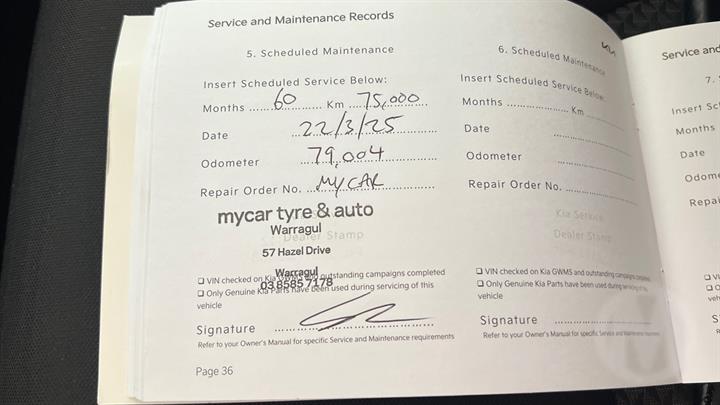 Service and Maintenance Records
5. Scheduled Maintenance
Insert Scheduled Service Below:
Months ......60............ Km ....75,000............
Date ...22/3/25..................
Odometer ...79,004..................
Repair Order No. ...MYCAR..................
mycar tyre & auto
Warragul
Dealer Stamp
57 Hazel Drive
Warragul
03 8585 7178
❑ VIN checked on Kia GWMS and outstanding campaigns completed
❑ Only Genuine Kia Parts have been used during servicing of this
vehicle
Signature ..........................................
Refer to your Owner's Manual for specific Service and Maintenance requirements
Page 36
KIA
6. Scheduled Maintenance
Insert Scheduled Service Below:
Months .................... Km ....................
Date ..............................
Odometer ..............................
Repair Order No. ..............................
Kia Service
Dealer Stamp
❑ VIN checked on Kia GWMS and outstanding campaigns completed
❑ Only Genuine Kia Parts have been used during servicing of this
vehicle
Signature ..............................
Refer to your Owner's Manual for specific Service and Maintenance requirements
Service and
7.
Insert Sc
Months
Date
Odome
Repai